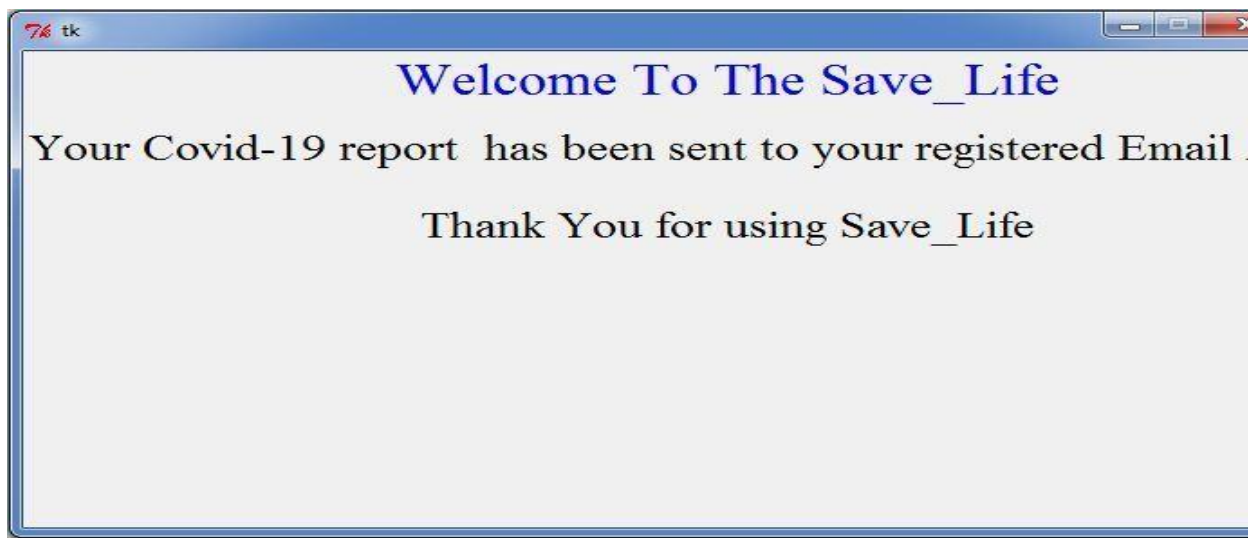 tk
Welcome To The Save_Life
Your Covid-19 report  has been sent to your registered Email
Thank You for using Save_Life